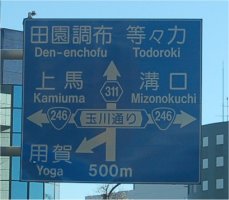 田園調布 等々力
Den-enchofu Todoroki
上馬 溝口
Kamiuma Mizonokuchi
311
246 玉川通り 246
用賀
Yoga 500m